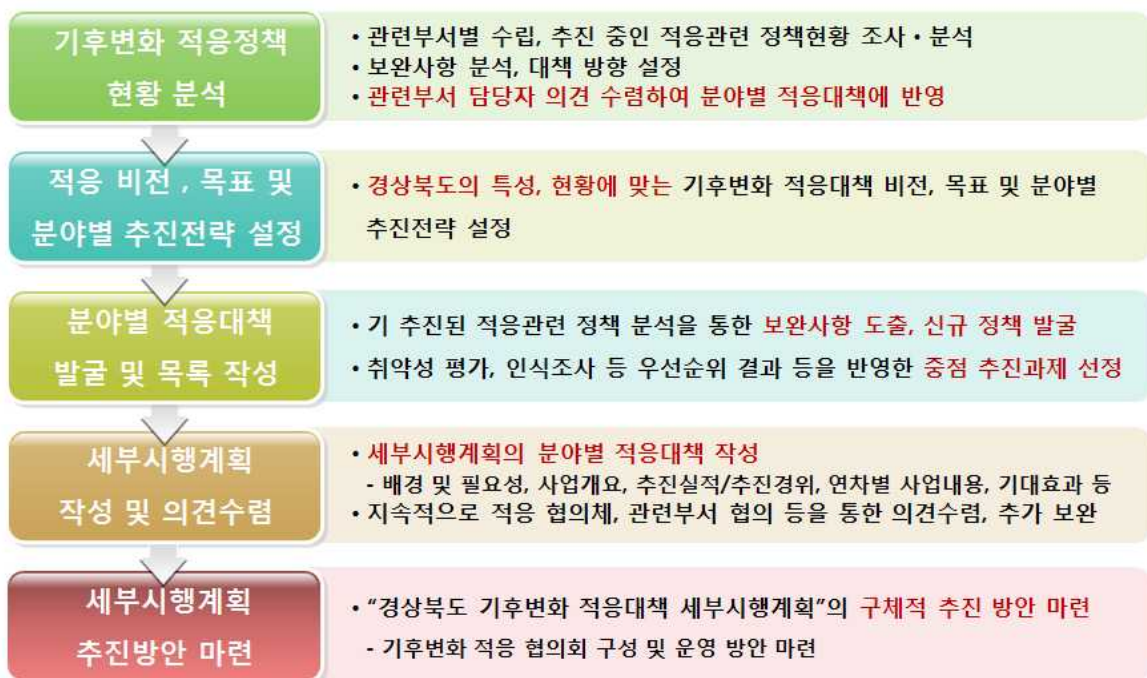 기후변화 적응정책
현황 분석
• 관련부서별 수립, 추진 중인 적응관련 정책현황 조사・분석
• 보완사항 분석, 대책 방향 설정
• 관련부서 담당자 의견 수렴하여 분야별 적응대책에 반영
적응 비전 , 목표 및
분야별 추진전략 설정
• 경상북도의 특성, 현황에 맞는 기후변화 적응대책 비전, 목표 및 분야별
추진전략 설정
분야별 적응대책
발굴 및 목록 작성
• 기 추진된 적응관련 정책 분석을 통한 보완사항 도출, 신규 정책 발굴
• 취약성 평가, 인식조사 등 우선순위 결과 등을 반영한 중점 추진과제 선정
세부시행계획
작성 및 의견수렴
• 세부시행계획의 분야별 적응대책 작성
- 배경 및 필요성, 사업개요, 추진실적/추진경위, 연차별 사업내용, 기대효과 등
• 지속적으로 적응 협의체, 관련부서 협의 등을 통한 의견수렴, 추가 보완
세부시행계획
추진방안 마련
• “경상북도 기후변화 적응대책 세부시행계획”의 구체적 추진 방안 마련
- 기후변화 적응 협의회 구성 및 운영 방안 마련